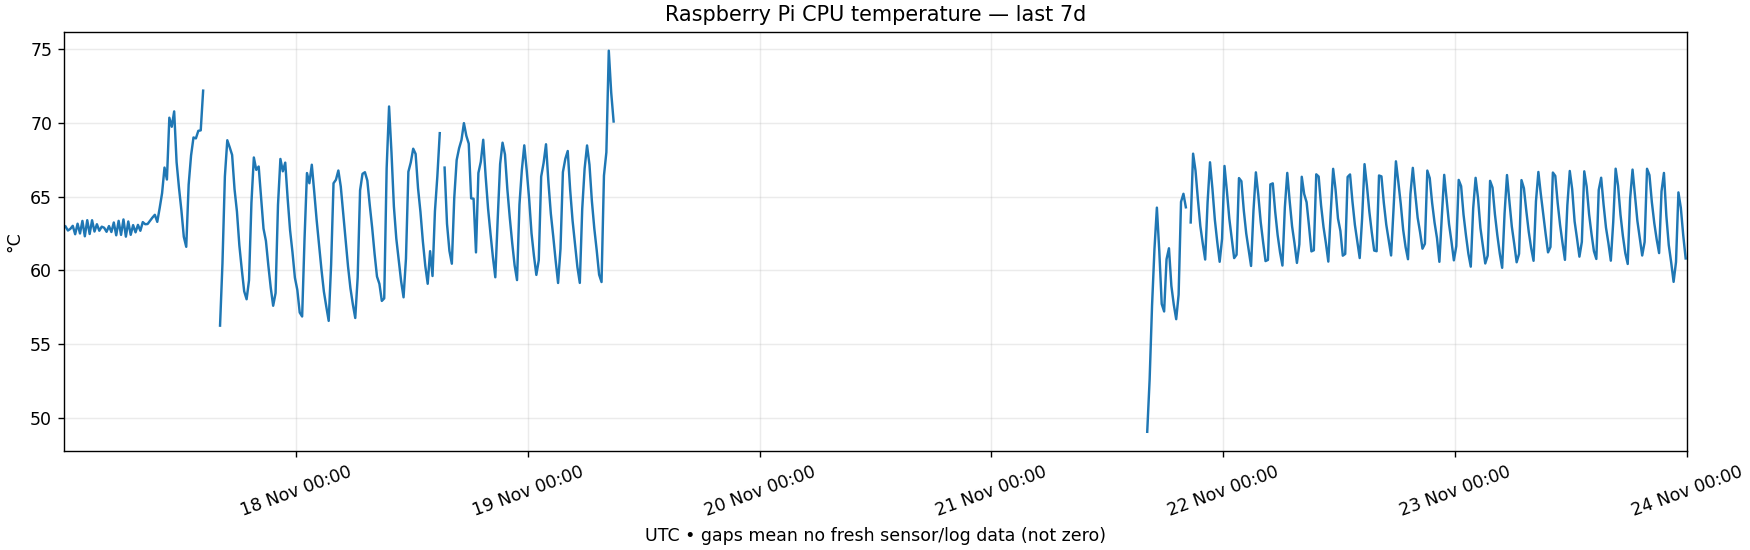 Raspberry Pi CPU temperature — last 7d
75
70
65
60
55
50
°C
18 Nov 00:00
19 Nov 00:00
20 Nov 00:00
21 Nov 00:00
22 Nov 00:00
23 Nov 00:00
24 Nov 00:00
UTC • gaps mean no fresh sensor/log data (not zero)